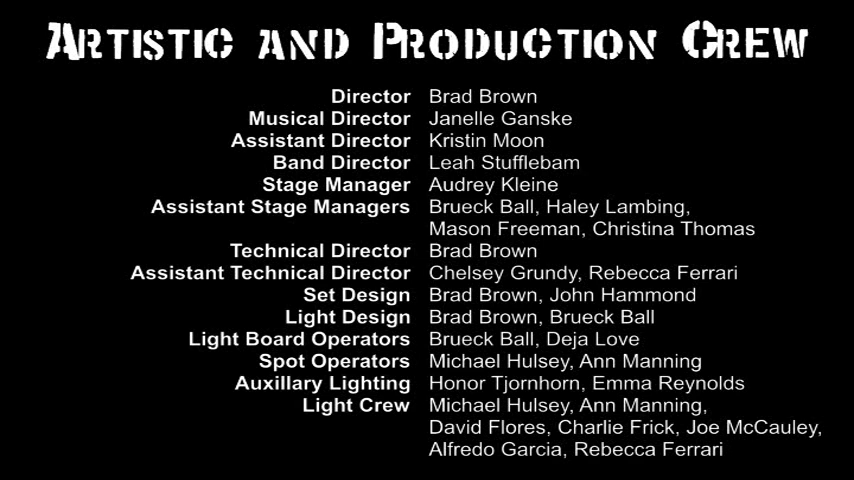 Artistic and Production Crew
Director Brad Brown
Musical Director Janelle Ganske
Assistant Director Kristin Moon
Band Director Leah Stufflebam
Stage Manager Audrey Kleine
Assistant Stage Managers Brueck Ball, Haley Lambing,
Mason Freeman, Christina Thomas
Technical Director Brad Brown
Assistant Technical Director Chelsey Grundy, Rebecca Ferrari
Set Design Brad Brown, John Hammond
Light Design Brad Brown, Brueck Ball
Light Board Operators Brueck Ball, Deja Love
Spot Operators Michael Hulsey, Ann Manning
Auxillary Lighting Honor Tjornhorn, Emma Reynolds
Light Crew Michael Hulsey, Ann Manning,
David Flores, Charlie Frick, Joe McCauley,
Alfredo Garcia, Rebecca Ferrari